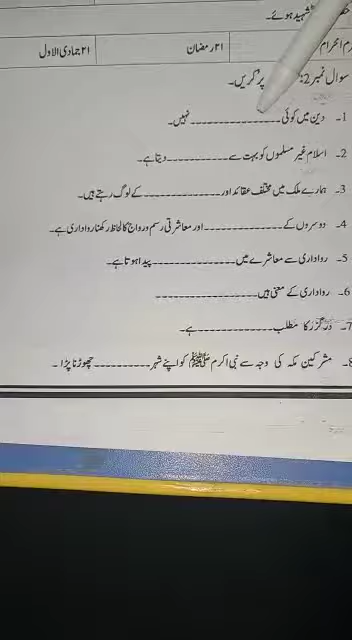 شہید ہوئے۔
۲۱ رمضان ۲۱ جمادی الاول
سوال نمبر 2: پر کریں۔
1۔ دین میں کوئی ---------------- نہیں۔
2۔ اسلام غیر مسلموں کو بہت سے ---------- دیتا ہے۔
3۔ ہمارے ملک میں مختلف عقائد اور -------------- کے لوگ رہتے ہیں۔
4۔ دوسروں کے -------------- اور معاشرتی رسم و رواج کا لحاظ رکھنا رواداری ہے۔
5۔ رواداری سے معاشرے میں -------------- پیدا ہوتا ہے۔
6۔ رواداری کے معنی ہیں --------------
7۔ درگزر کا مطلب -------------- ہے۔
8۔ مشرکین مکہ کی وجہ سے نبی اکرم ﷺ کو اپنے شہر ---------- چھوڑنا پڑا۔